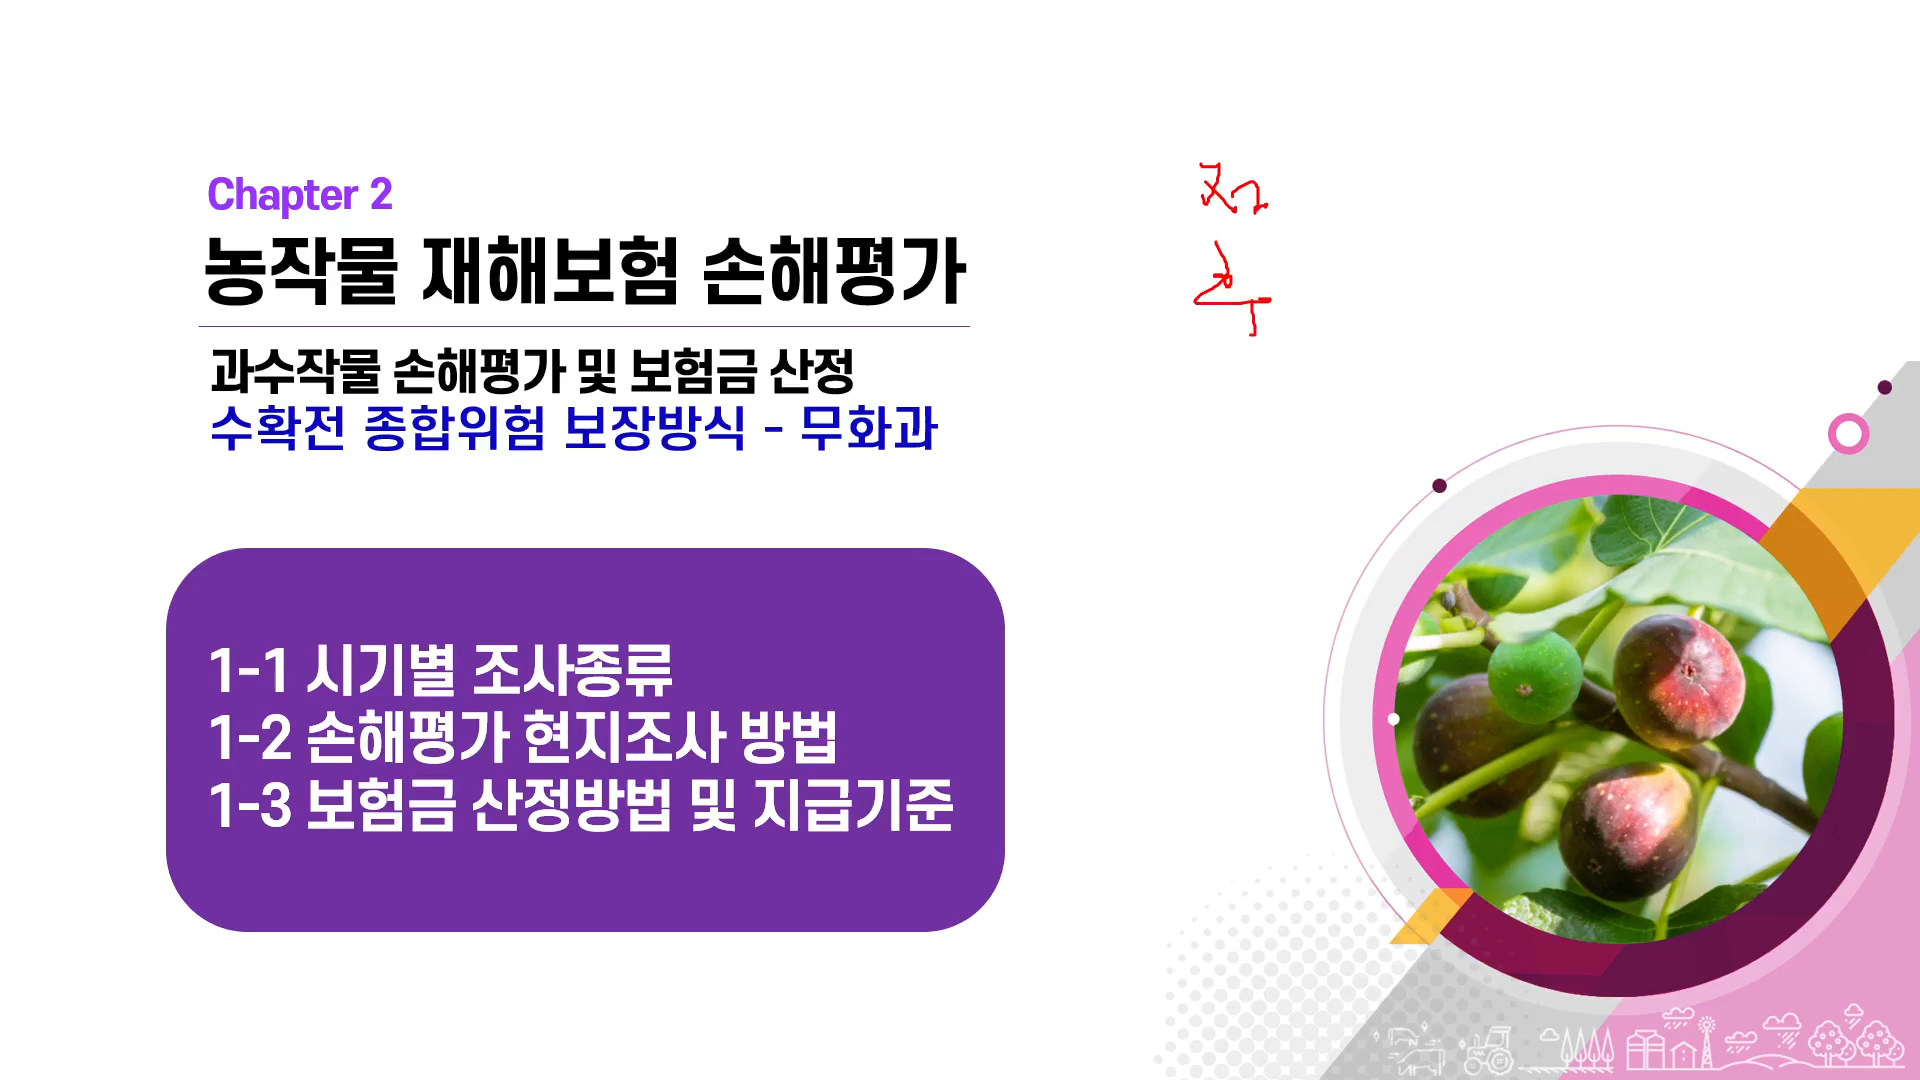 Chapter 2
농작물 재해보험 손해평가
과수작물 손해평가 및 보험금 산정
수확전 종합위험 보장방식 - 무화과
1-1 시기별 조사종류
1-2 손해평가 현지조사 방법
1-3 보험금 산정방법 및 지급기준